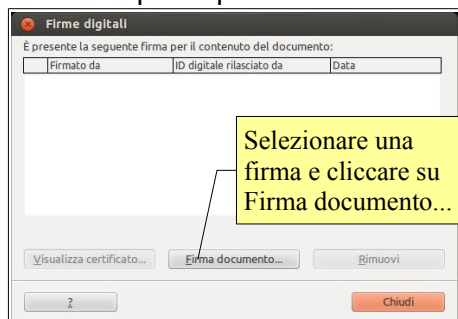 Firme digitali
È presente la seguente firma per il contenuto del documento:
Firmato da ID digitale rilasciato da Data
Selezionare una
firma e cliccare su
Firma documento...
Visualizza certificato... Firma documento... Rimuovi
? Chiudi